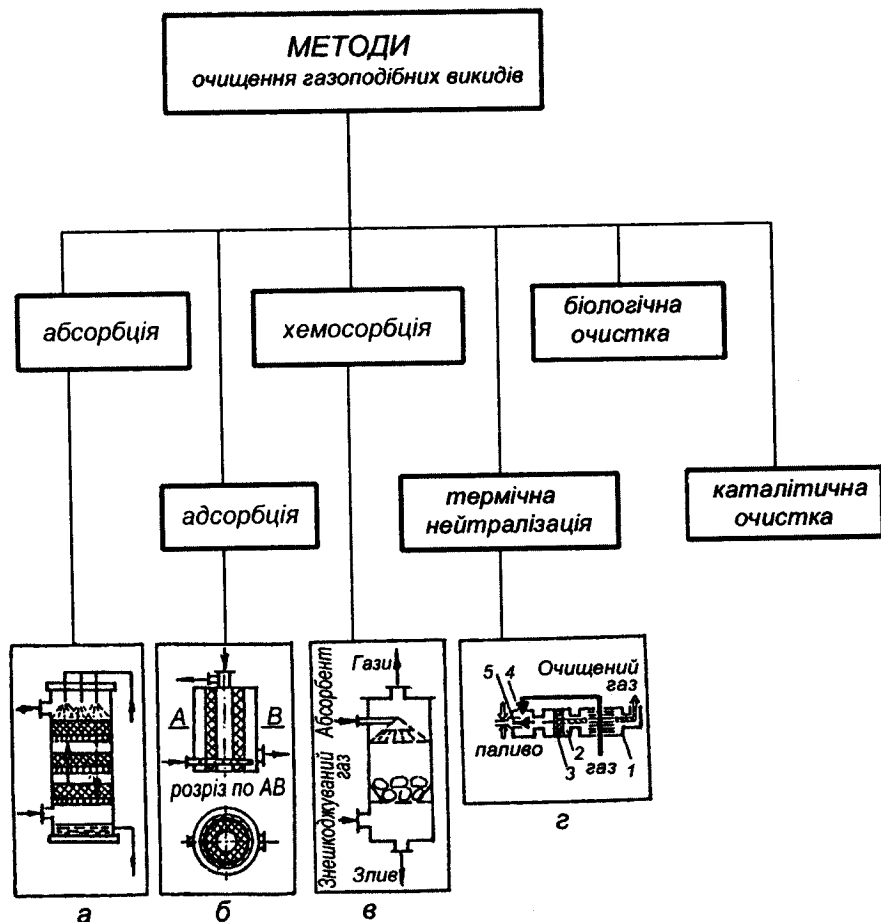 МЕТОДИ
очищення газоподібних викидів
абсорбція
хемосорбція
біологічна
очистка
адсорбція
термічна
нейтралізація
каталітична
очистка
А
В
розріз по АВ
Гази
Абсорбент
Знешкоджуваний газ
Злив
5 4
Очищений
газ
паливо
2
3
газ
1
а
б
в
г